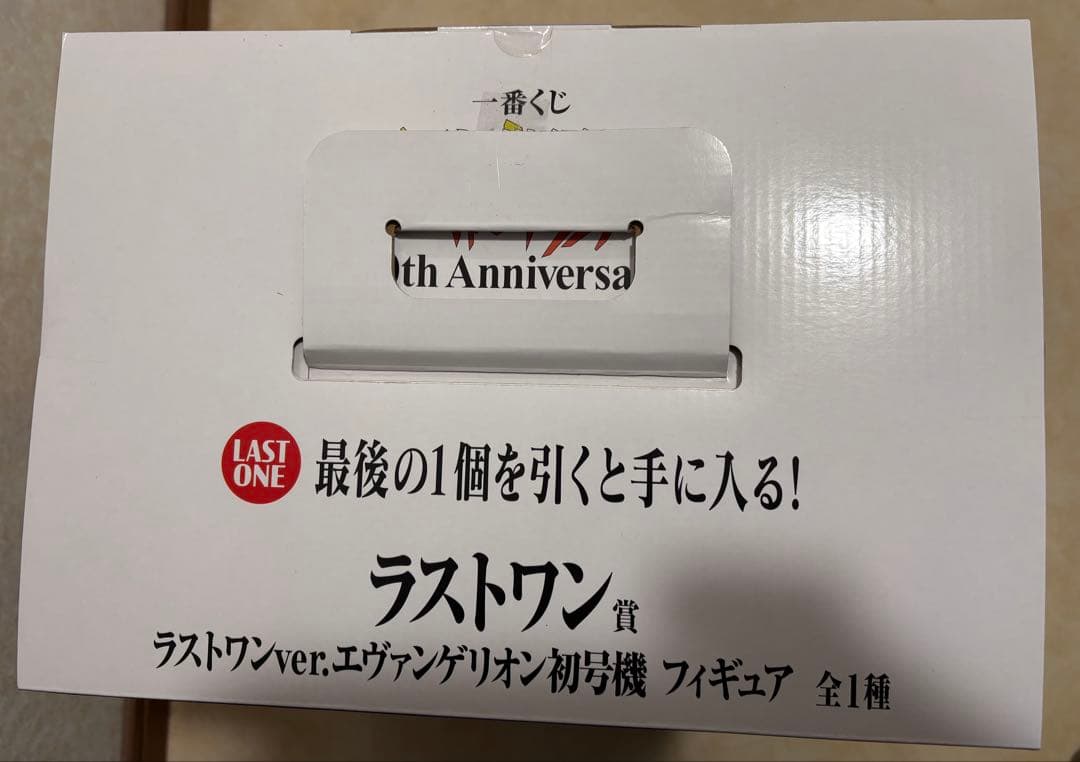 一番くじ
th Anniversa
LAST
ONE
最後の1個を引くと手に入る!
ラストワン賞
ラストワンver.エヴァンゲリオン初号機 フィギュア 全1種